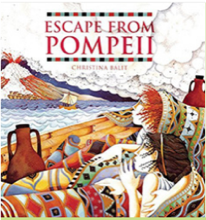 ESCAPE FROM
POMPEII
CHRISTINA BALIT